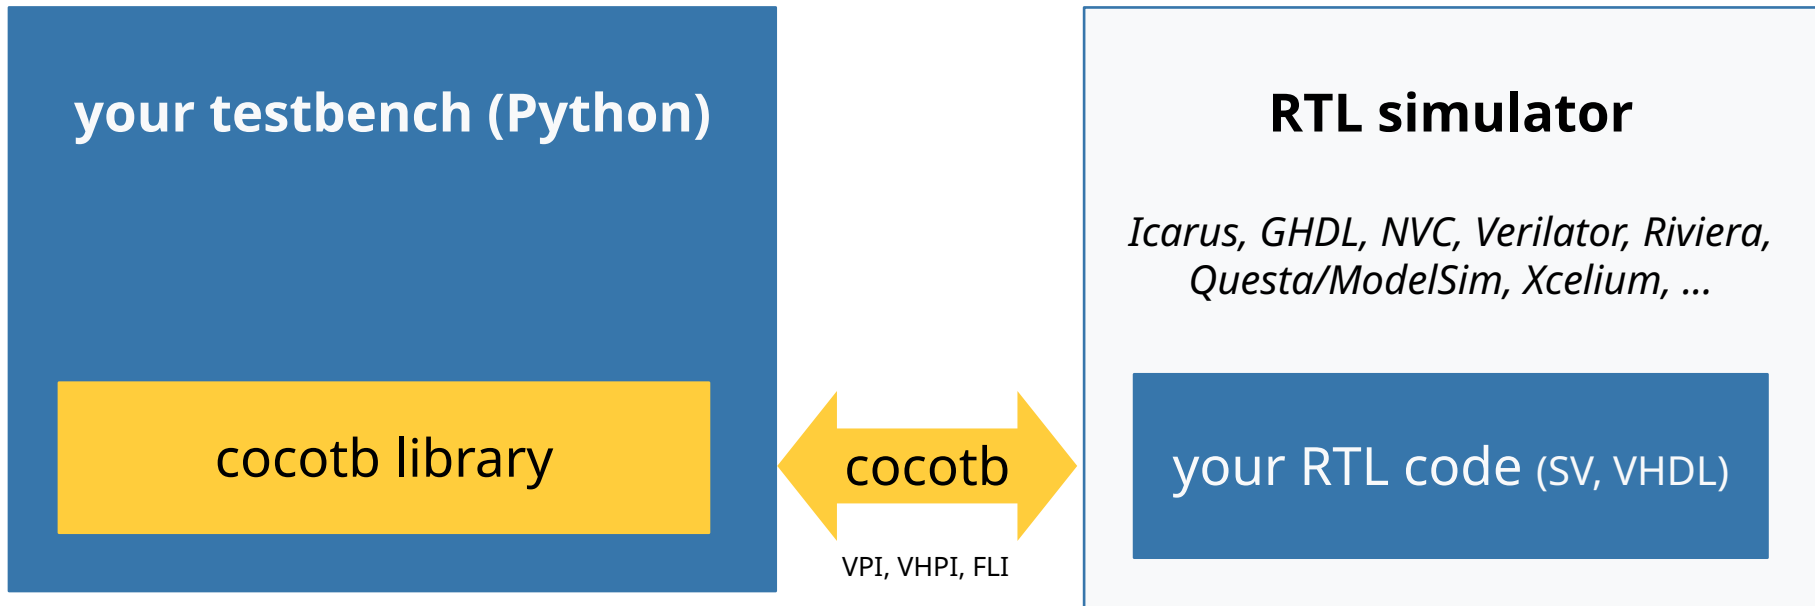 your testbench (Python)
cocotb library
cocotb
VPI, VHPI, FLI
RTL simulator
Icarus, GHDL, NVC, Verilator, Riviera,
Questa/ModelSim, Xcelium, ...
your RTL code (SV, VHDL)